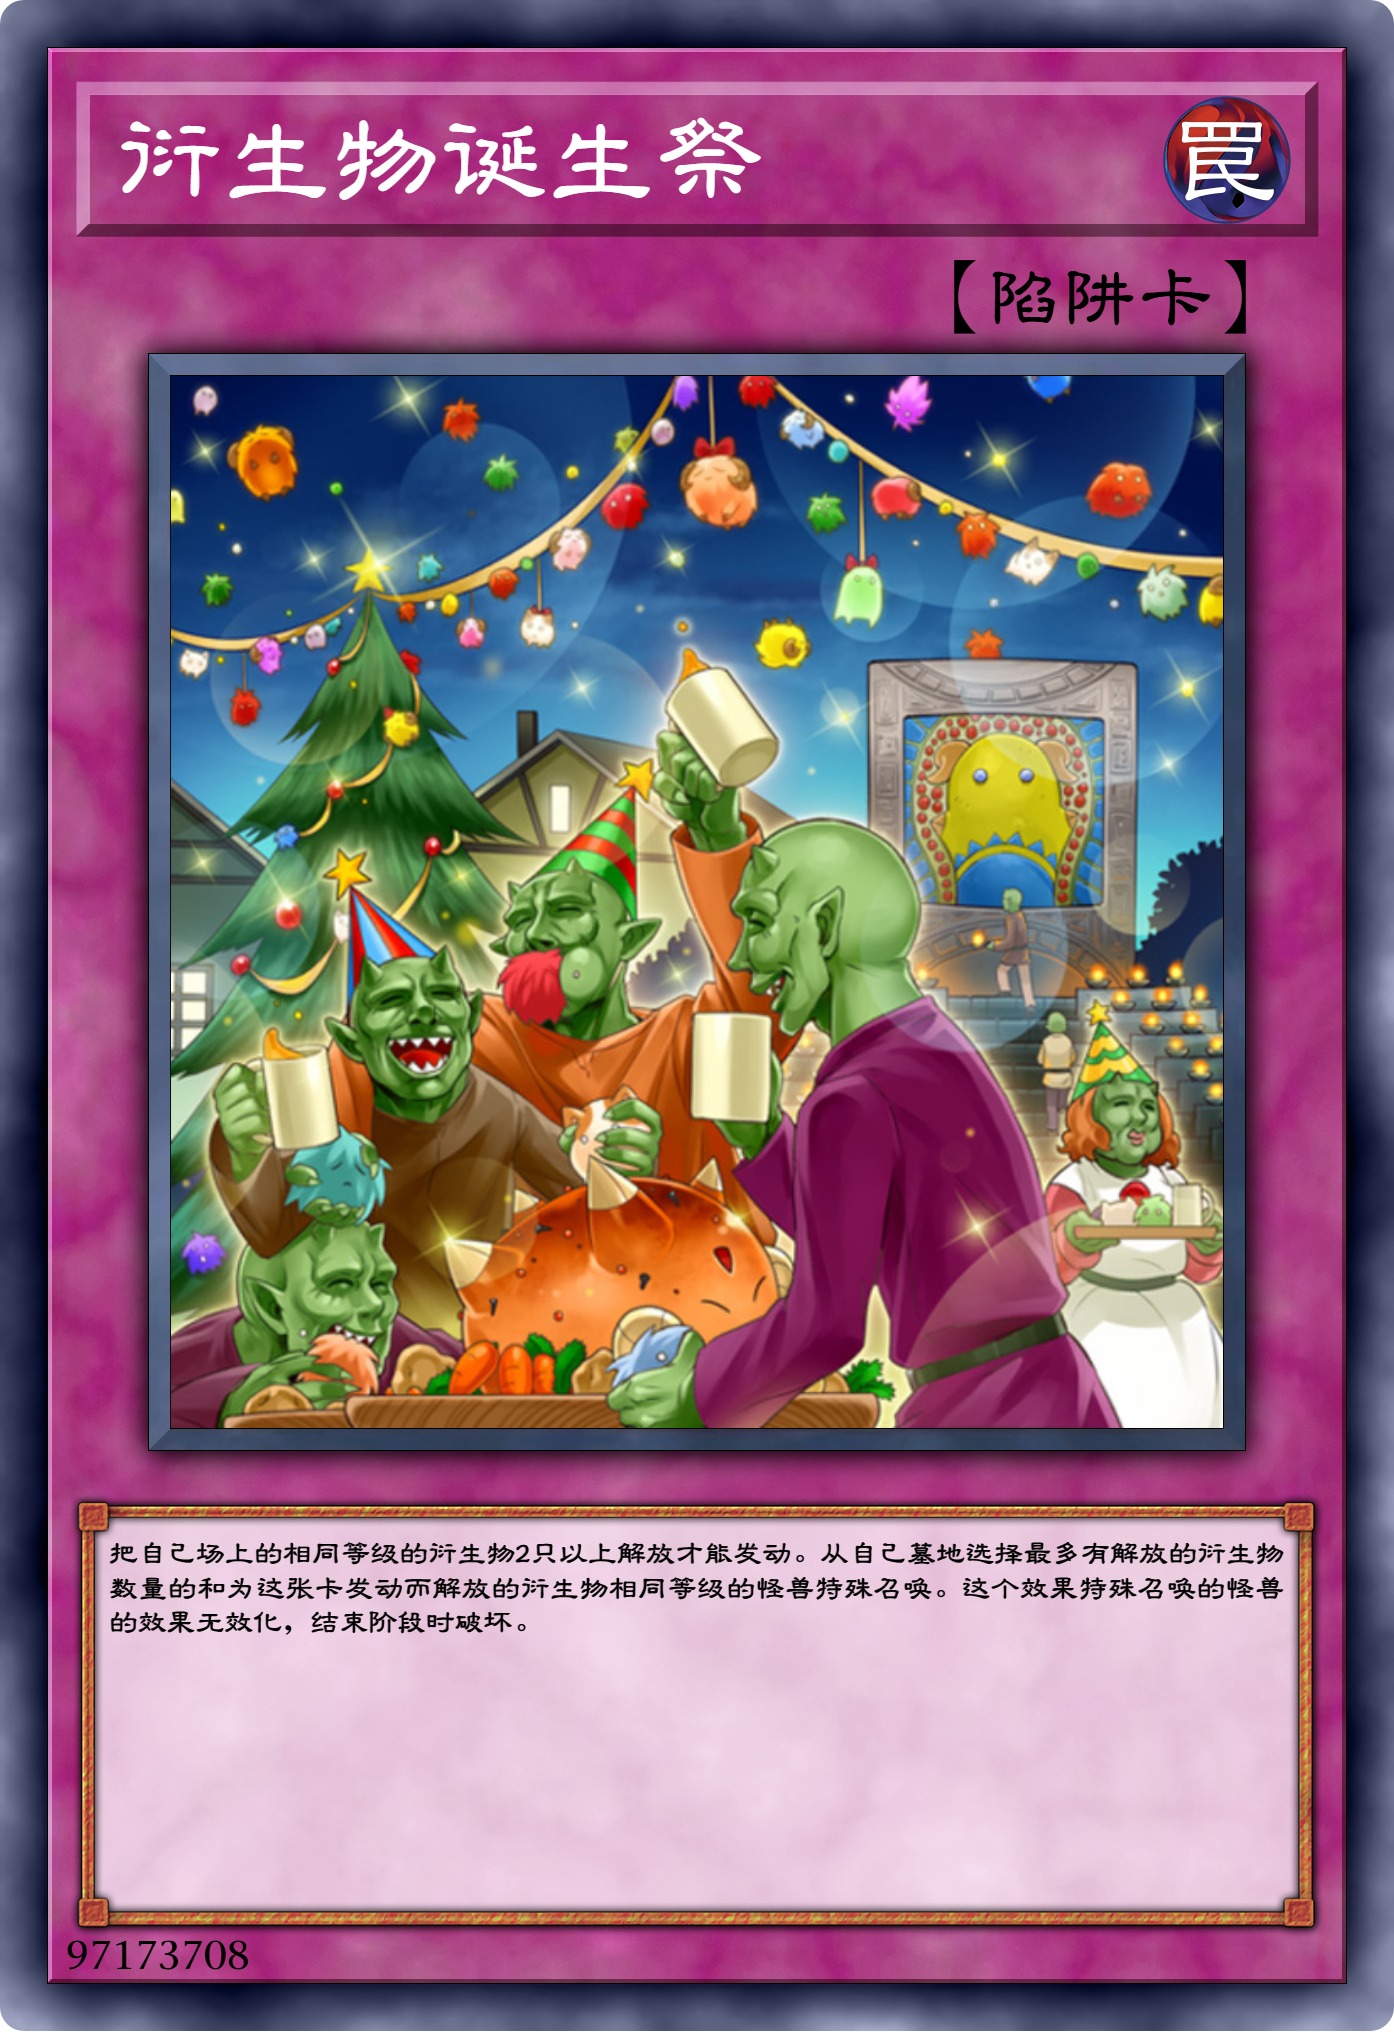 衍生物诞生祭
罠
【陷阱卡】
把自己场上的相同等级的衍生物2只以上解放才能发动。从自己墓地选择最多有解放的衍生物
数量的和为这张卡发动而解放的衍生物相同等级的怪兽特殊召唤。这个效果特殊召唤的怪兽
的效果无效化，结束阶段时破坏。
97173708